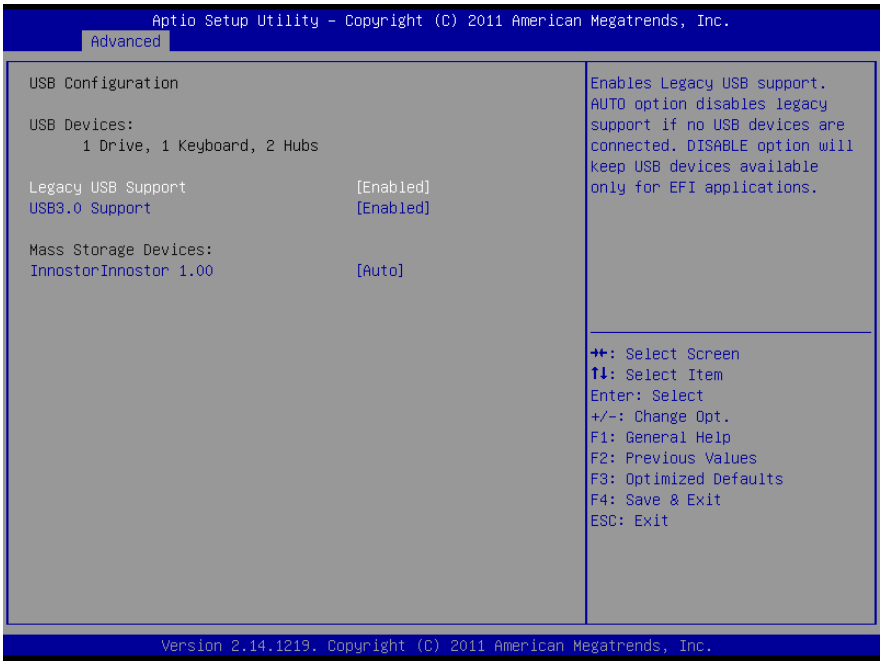 Aptio Setup Utility – Copyright (C) 2011 American Megatrends, Inc.
Advanced
USB Configuration
USB Devices:
1 Drive, 1 Keyboard, 2 Hubs
Legacy USB Support [Enabled]
USB3.0 Support [Enabled]
Mass Storage Devices:
InnostorInnostor 1.00 [Auto]
Enables Legacy USB support.
AUTO option disables legacy
support if no USB devices are
connected. DISABLE option will
keep USB devices available
only for EFI applications.
→←: Select Screen
↑↓: Select Item
Enter: Select
+/-: Change Opt.
F1: General Help
F2: Previous Values
F3: Optimized Defaults
F4: Save & Exit
ESC: Exit
Version 2.14.1219. Copyright (C) 2011 American Megatrends, Inc.